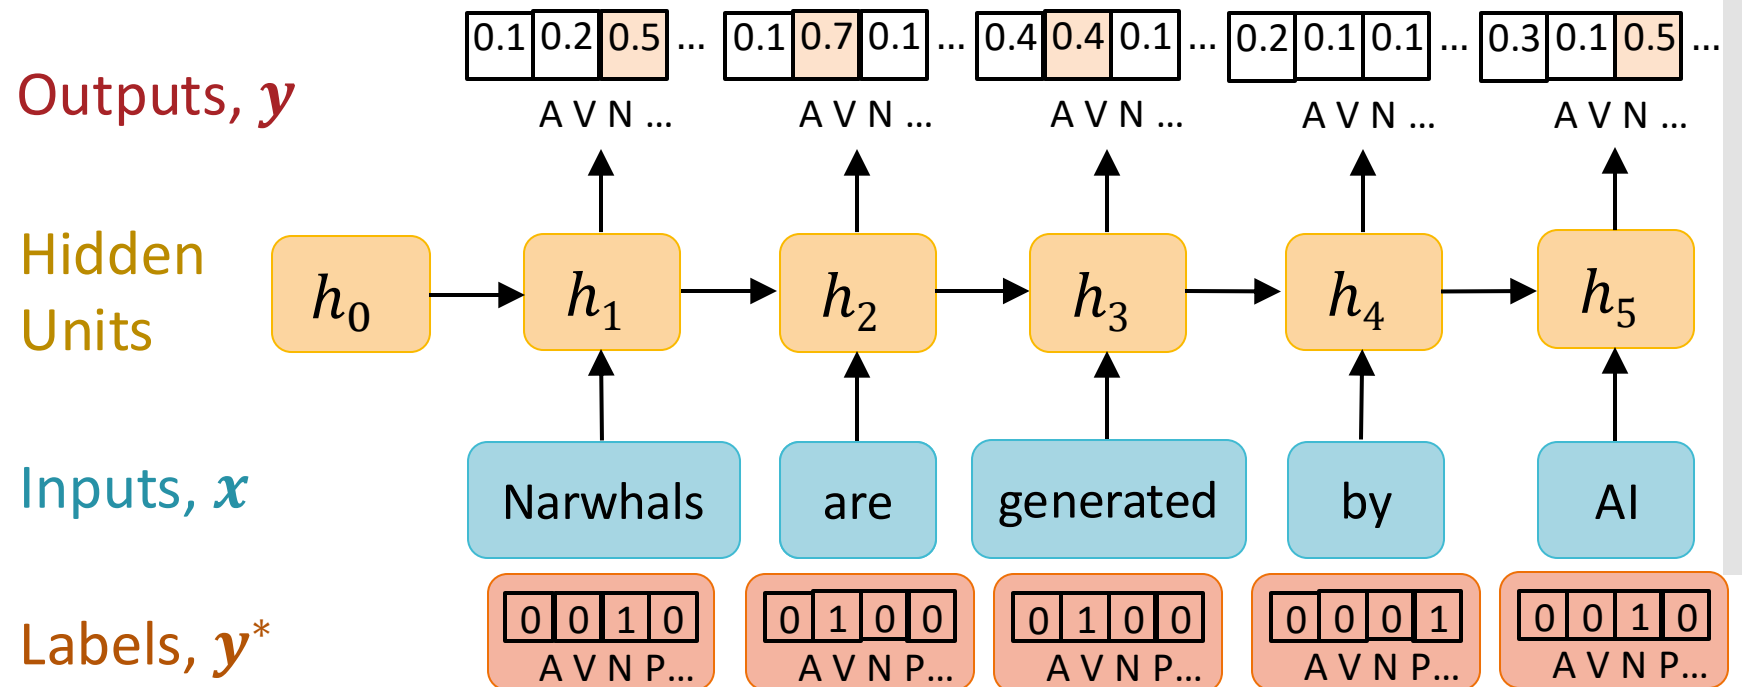 0.1 0.2 0.5 ... 0.1 0.7 0.1 ... 0.4 0.4 0.1 ... 0.2 0.1 0.1 ... 0.3 0.1 0.5 ...
Outputs, y
A V N ... A V N ... A V N ... A V N ... A V N ...
Hidden
Units
h₀ h₁ h₂ h₃ h₄ h₅
Inputs, x
Narwhals are generated by AI
Labels, y*
0 0 1 0 0 1 0 0 0 1 0 0 0 0 0 1 0 0 1 0
A V N P... A V N P... A V N P... A V N P... A V N P...